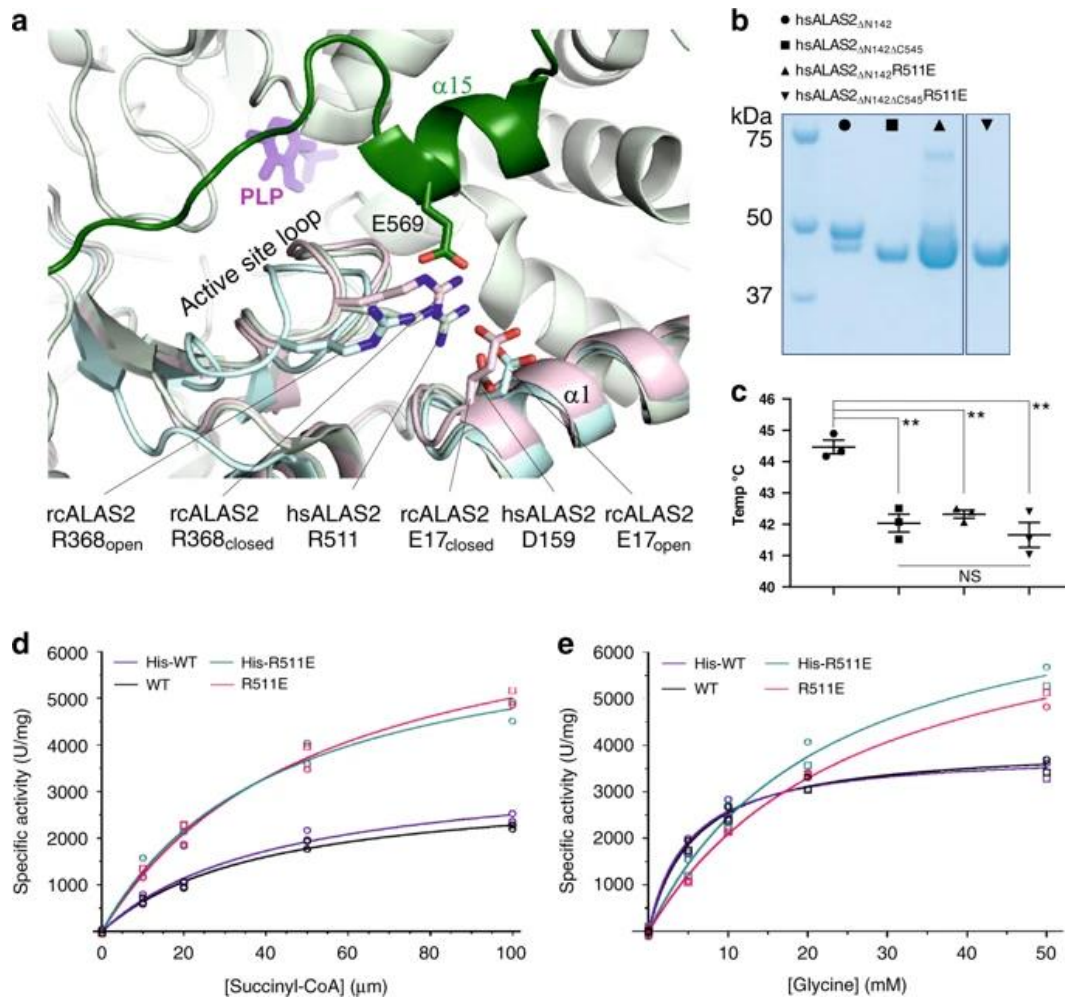 a
α15
PLP
E569
Active site loop
α1
rcALAS2 rcALAS2 hsALAS2 rcALAS2 hsALAS2 rcALAS2
R368open R368closed R511 E17closed D159 E17open
b
● hsALAS2ΔN142
■ hsALAS2ΔN142ΔC545
▲ hsALAS2ΔN142R511E
▼ hsALAS2ΔN142ΔC545R511E
kDa
75
50
37
c
Temp °C
46
45
44
43
42
41
40
**
**
**
NS
d
His-WT His-R511E
WT R511E
Specific activity (U/mg)
6000
5000
4000
3000
2000
1000
0 20 40 60 80 100
[Succinyl-CoA] (μm)
e
His-WT His-R511E
WT R511E
Specific activity (U/mg)
6000
5000
4000
3000
2000
1000
0 10 20 30 40 50
[Glycine] (mM)